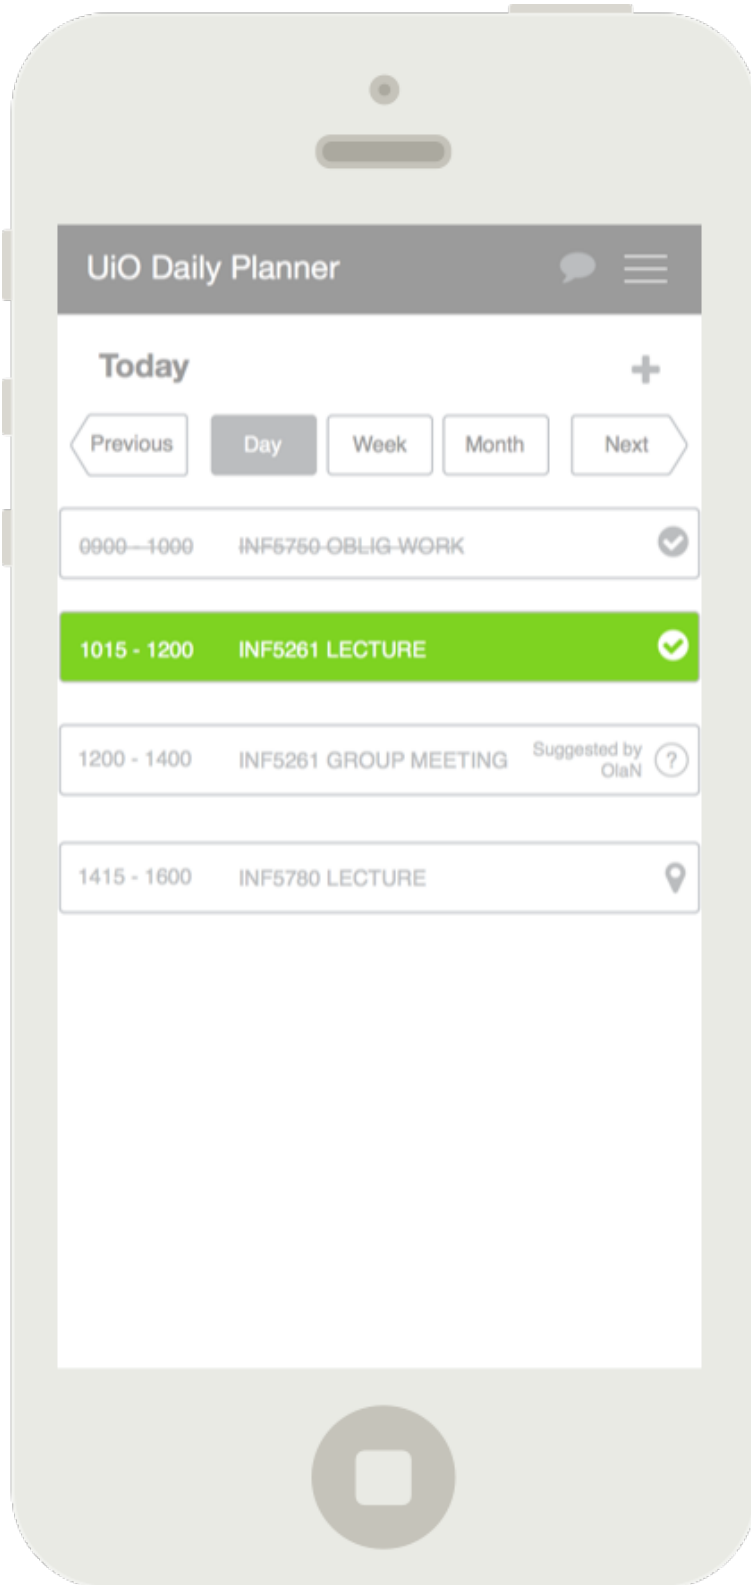 UiO Daily Planner
Today
Previous Day Week Month Next
0900 - 1000 INF5750 OBLIG WORK
1015 - 1200 INF5261 LECTURE
1200 - 1400 INF5261 GROUP MEETING Suggested by
OlaN ?
1415 - 1600 INF5780 LECTURE